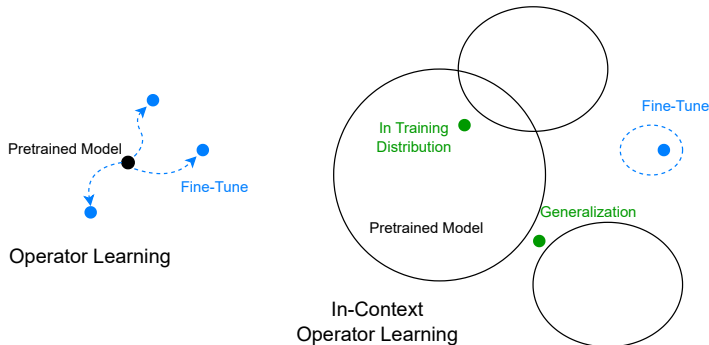 Pretrained Model
Fine-Tune
Operator Learning
In Training
Distribution
Fine-Tune
Generalization
Pretrained Model
In-Context
Operator Learning